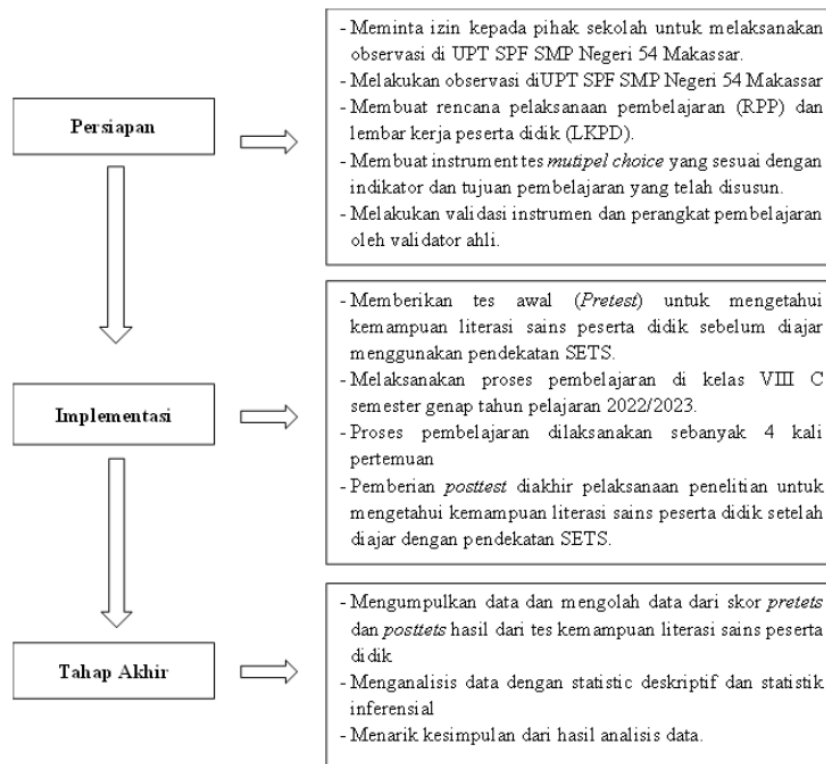 Persiapan
- Meminta izin kepada pihak sekolah untuk melaksanakan
observasi di UPT SPF SMP Negeri 54 Makassar.
- Melakukan observasi diUPT SPF SMP Negeri 54 Makassar
- Membuat rencana pelaksanaan pembelajaran (RPP) dan
lembar kerja peserta didik (LKPD).
- Membuat instrument tes mutipel choice yang sesuai dengan
indikator dan tujuan pembelajaran yang telah disusun.
- Melakukan validasi instrumen dan perangkat pembelajaran
oleh validator ahli.
Implementasi
- Memberikan tes awal (Pretest) untuk mengetahui
kemampuan literasi sains peserta didik sebelum diajar
menggunakan pendekatan SETS.
- Melaksanakan proses pembelajaran di kelas VIII C
semester genap tahun pelajaran 2022/2023.
- Proses pembelajaran dilaksanakan sebanyak 4 kali
pertemuan
- Pemberian posttest diakhir pelaksanaan penelitian untuk
mengetahui kemampuan literasi sains peserta didik setelah
diajar dengan pendekatan SETS.
Tahap Akhir
- Mengumpulkan data dan mengolah data dari skor pretets
dan posttets hasil dari tes kemampuan literasi sains peserta
didik
- Menganalisis data dengan statistic deskriptif dan statistik
inferensial
- Menarik kesimpulan dari hasil analisis data.